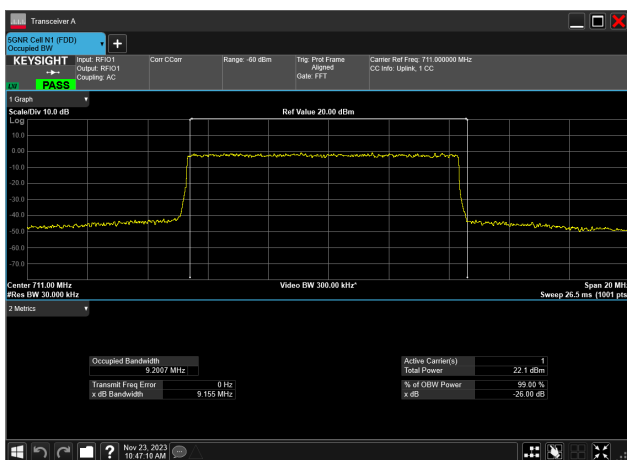 Transceiver A
5GNR Cell N1 (FDD)
Occupied BW
KEYSIGHT
PASS
Input: RFIO1
Output: RFIO1
Coupling: AC
Corr CCorr
Range: -60 dBm
Trig: Prot Frame
Aligned
Gate: FFT
Carrier Ref Freq: 711.000000 MHz
CC Info: Uplink, 1 CC
1 Graph
Scale/Div 10.0 dB
Ref Value 20.00 dBm
Log
10.0
0.00
-10.0
-20.0
-30.0
-40.0
-50.0
-60.0
-70.0
Center 711.00 MHz
Video BW 300.00 kHz*
Span 20 MHz
#Res BW 30.000 kHz
Sweep 26.5 ms (1001 pts
2 Metrics
Occupied Bandwidth
9.2007 MHz
Transmit Freq Error 0 Hz
x dB Bandwidth 9.155 MHz
Active Carrier(s) 1
Total Power 22.1 dBm
% of OBW Power 99.00 %
x dB -26.00 dB
Nov 23, 2023
10:47:10 AM